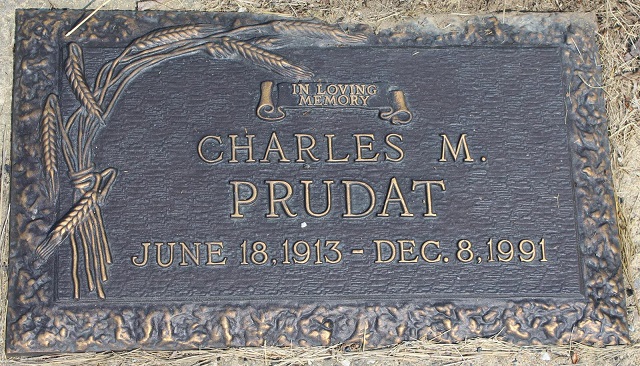 IN LOVING
MEMORY
CHARLES M.
PRUDAT
JUNE 18, 1913 - DEC. 8, 1991